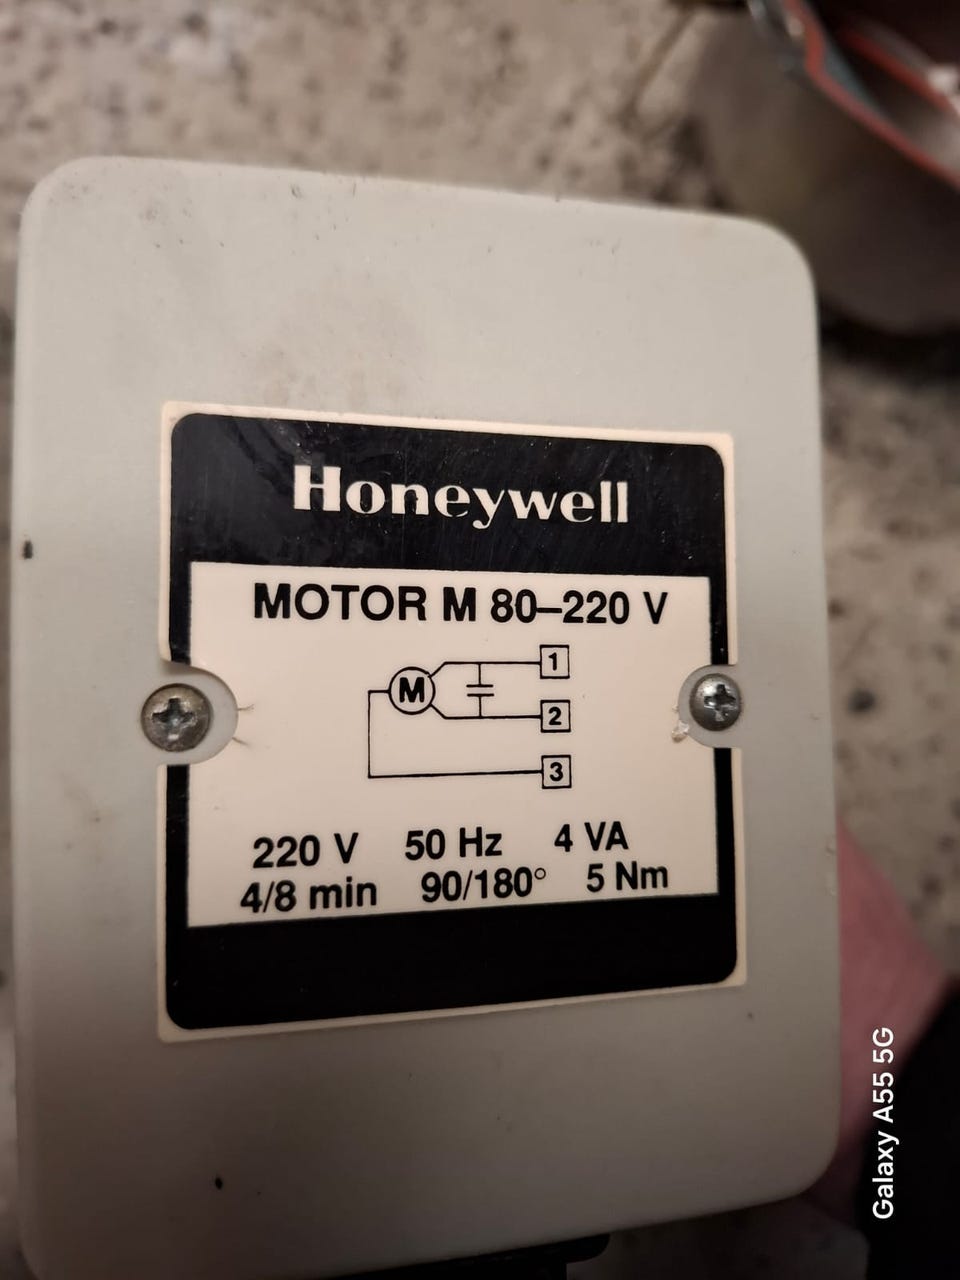 Honeywell
MOTOR M 80–220 V
M
1
2
3
220 V 50 Hz 4 VA
4/8 min 90/180° 5 Nm
Galaxy A55 5G